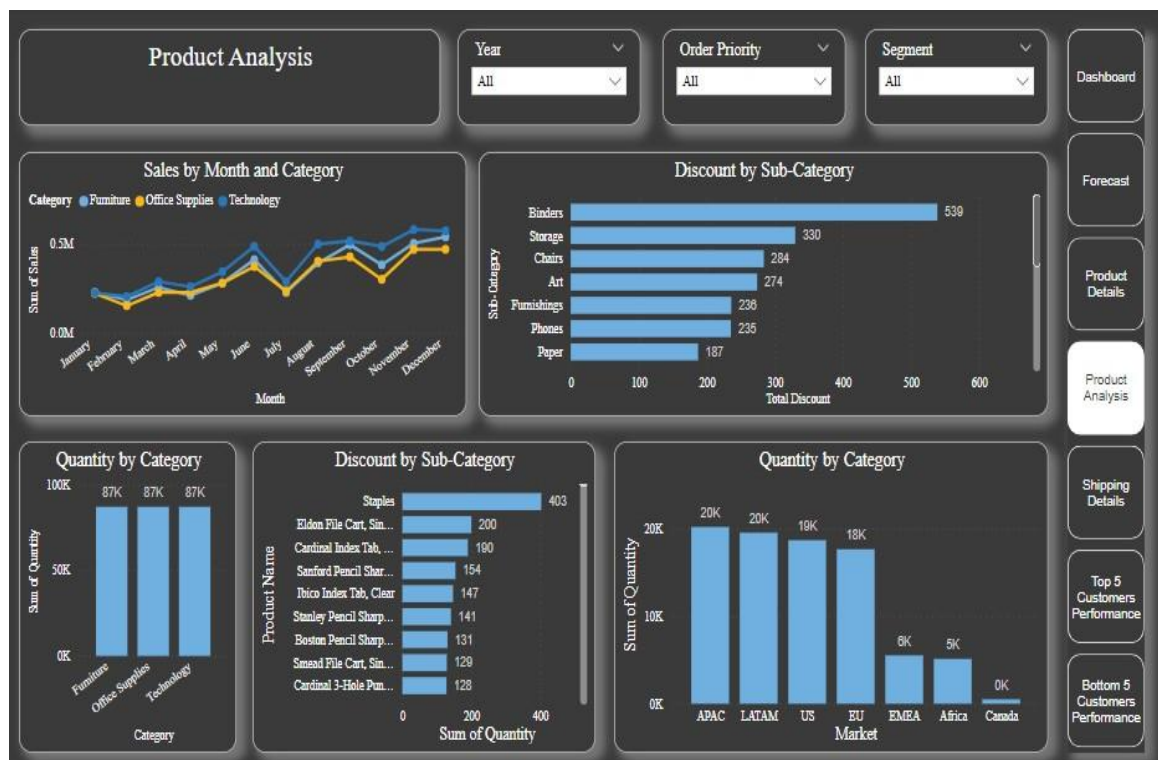 Product Analysis
Year
All
Order Priority
All
Segment
All
Dashboard
Forecast
Product
Details
Product
Analysis
Shipping
Details
Top 5
Customers
Performance
Bottom 5
Customers
Performance
Sales by Month and Category
Category Furniture Office Supplies Technology
Sum of Sales
0.5M
0.0M
January
February
March
April
May
June
July
August
September
October
November
December
Month
Discount by Sub-Category
Sub-Category
Binders 539
Storage 330
Chairs 284
Art 274
Furnishings 236
Phones 235
Paper 187
0 100 200 300 400 500 600
Total Discount
Quantity by Category
Sum of Quantity
100K
50K
0K
87K 87K 87K
Furniture
Office Supplies
Technology
Category
Discount by Sub-Category
Product Name
Staples 403
Eldon File Cart, Sin... 200
Cardinal Index Tab, ... 190
Sanford Pencil Shar... 154
Ibico Index Tab, Clear 147
Stanley Pencil Sharp... 141
Boston Pencil Sharp... 131
Smead File Cart, Sin... 129
Cardinal 3-Hole Pun... 128
0 200 400
Sum of Quantity
Quantity by Category
Sum of Quantity
20K
10K
0K
20K 20K 19K 18K 6K 5K 0K
APAC LATAM US EU EMEA Africa Canada
Market